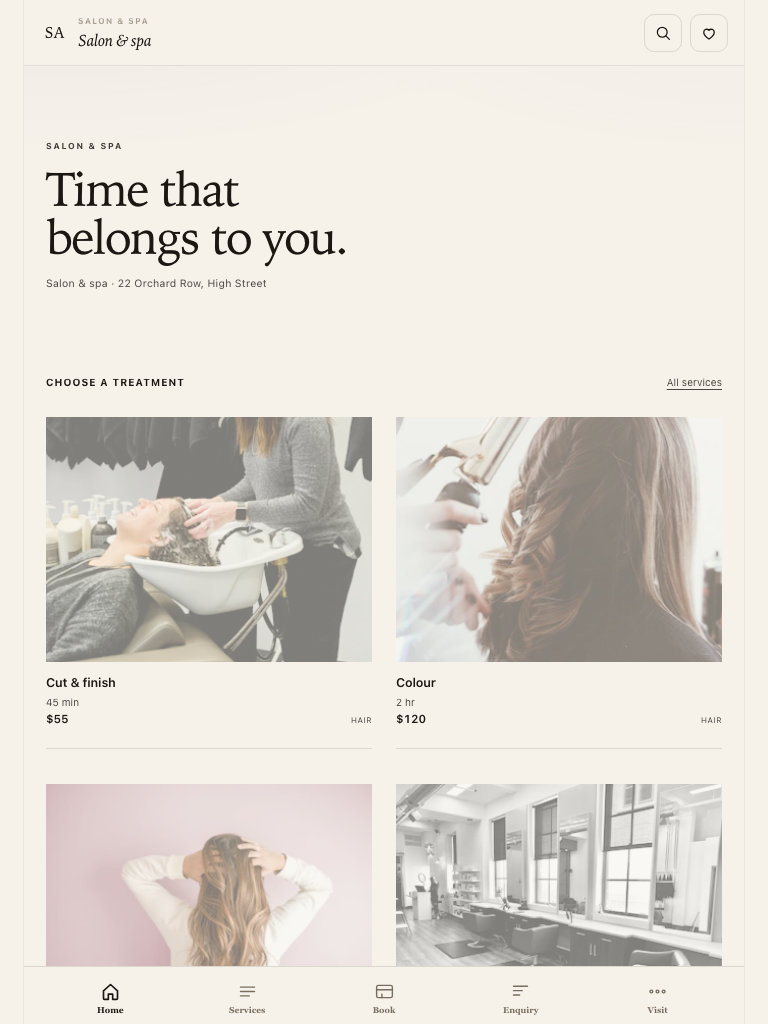 SA
SALON & SPA
Salon & spa
SALON & SPA
Time that
belongs to you.
Salon & spa · 22 Orchard Row, High Street
CHOOSE A TREATMENT
All services
Cut & finish
45 min
$55
HAIR
Colour
2 hr
$120
HAIR
Home
Services
Book
Enquiry
Visit